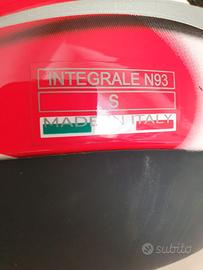 INTEGRALE N93
S
MADE IN ITALY
subito